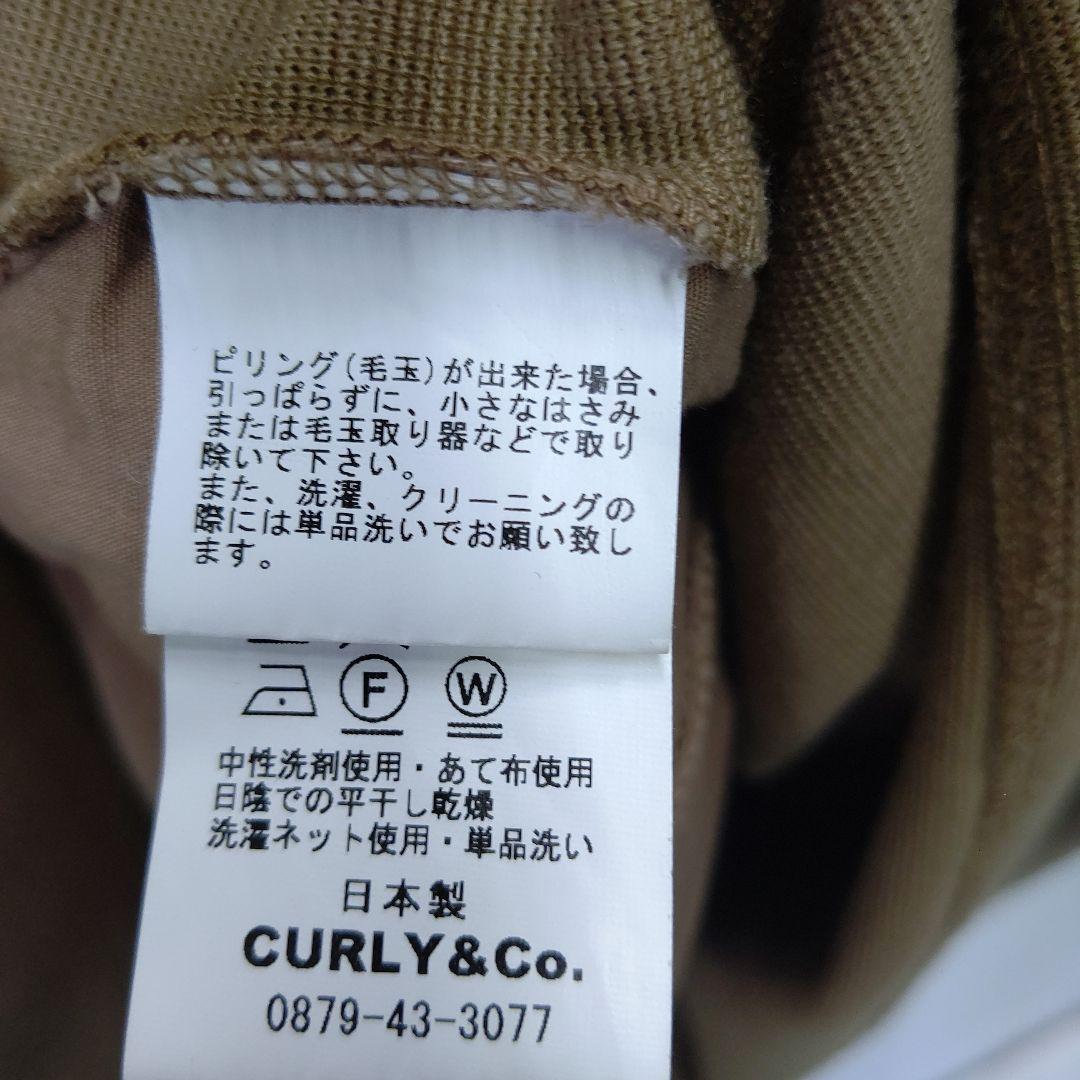 ピリング(毛玉)が出来た場合、
引っぱらずに、小さなはさみ
または毛玉取り器などで取り
除いて下さい。
また、洗濯、クリーニングの
際には単品洗いでお願い致し
ます。
F W
中性洗剤使用・あて布使用
日陰での平干し乾燥
洗濯ネット使用・単品洗い
日本製
CURLY&Co.
0879-43-3077